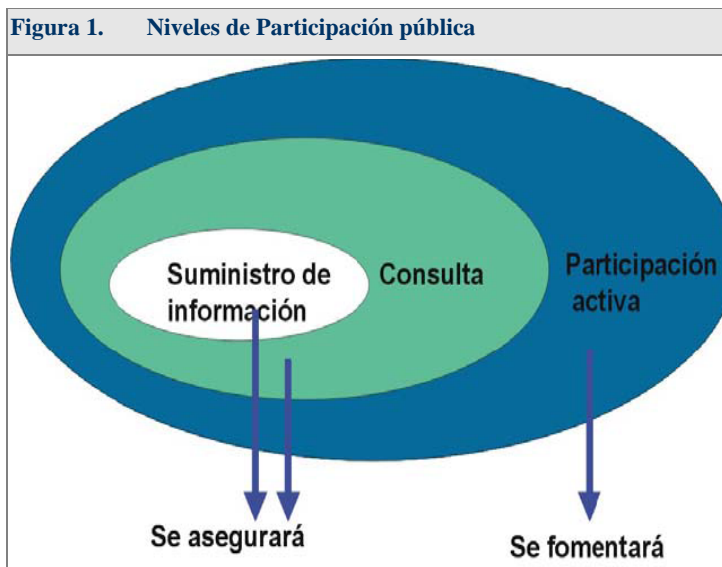 Figura 1. Niveles de Participación pública
Suministro de
información
Consulta
Participación
activa
Se asegurará
Se fomentará